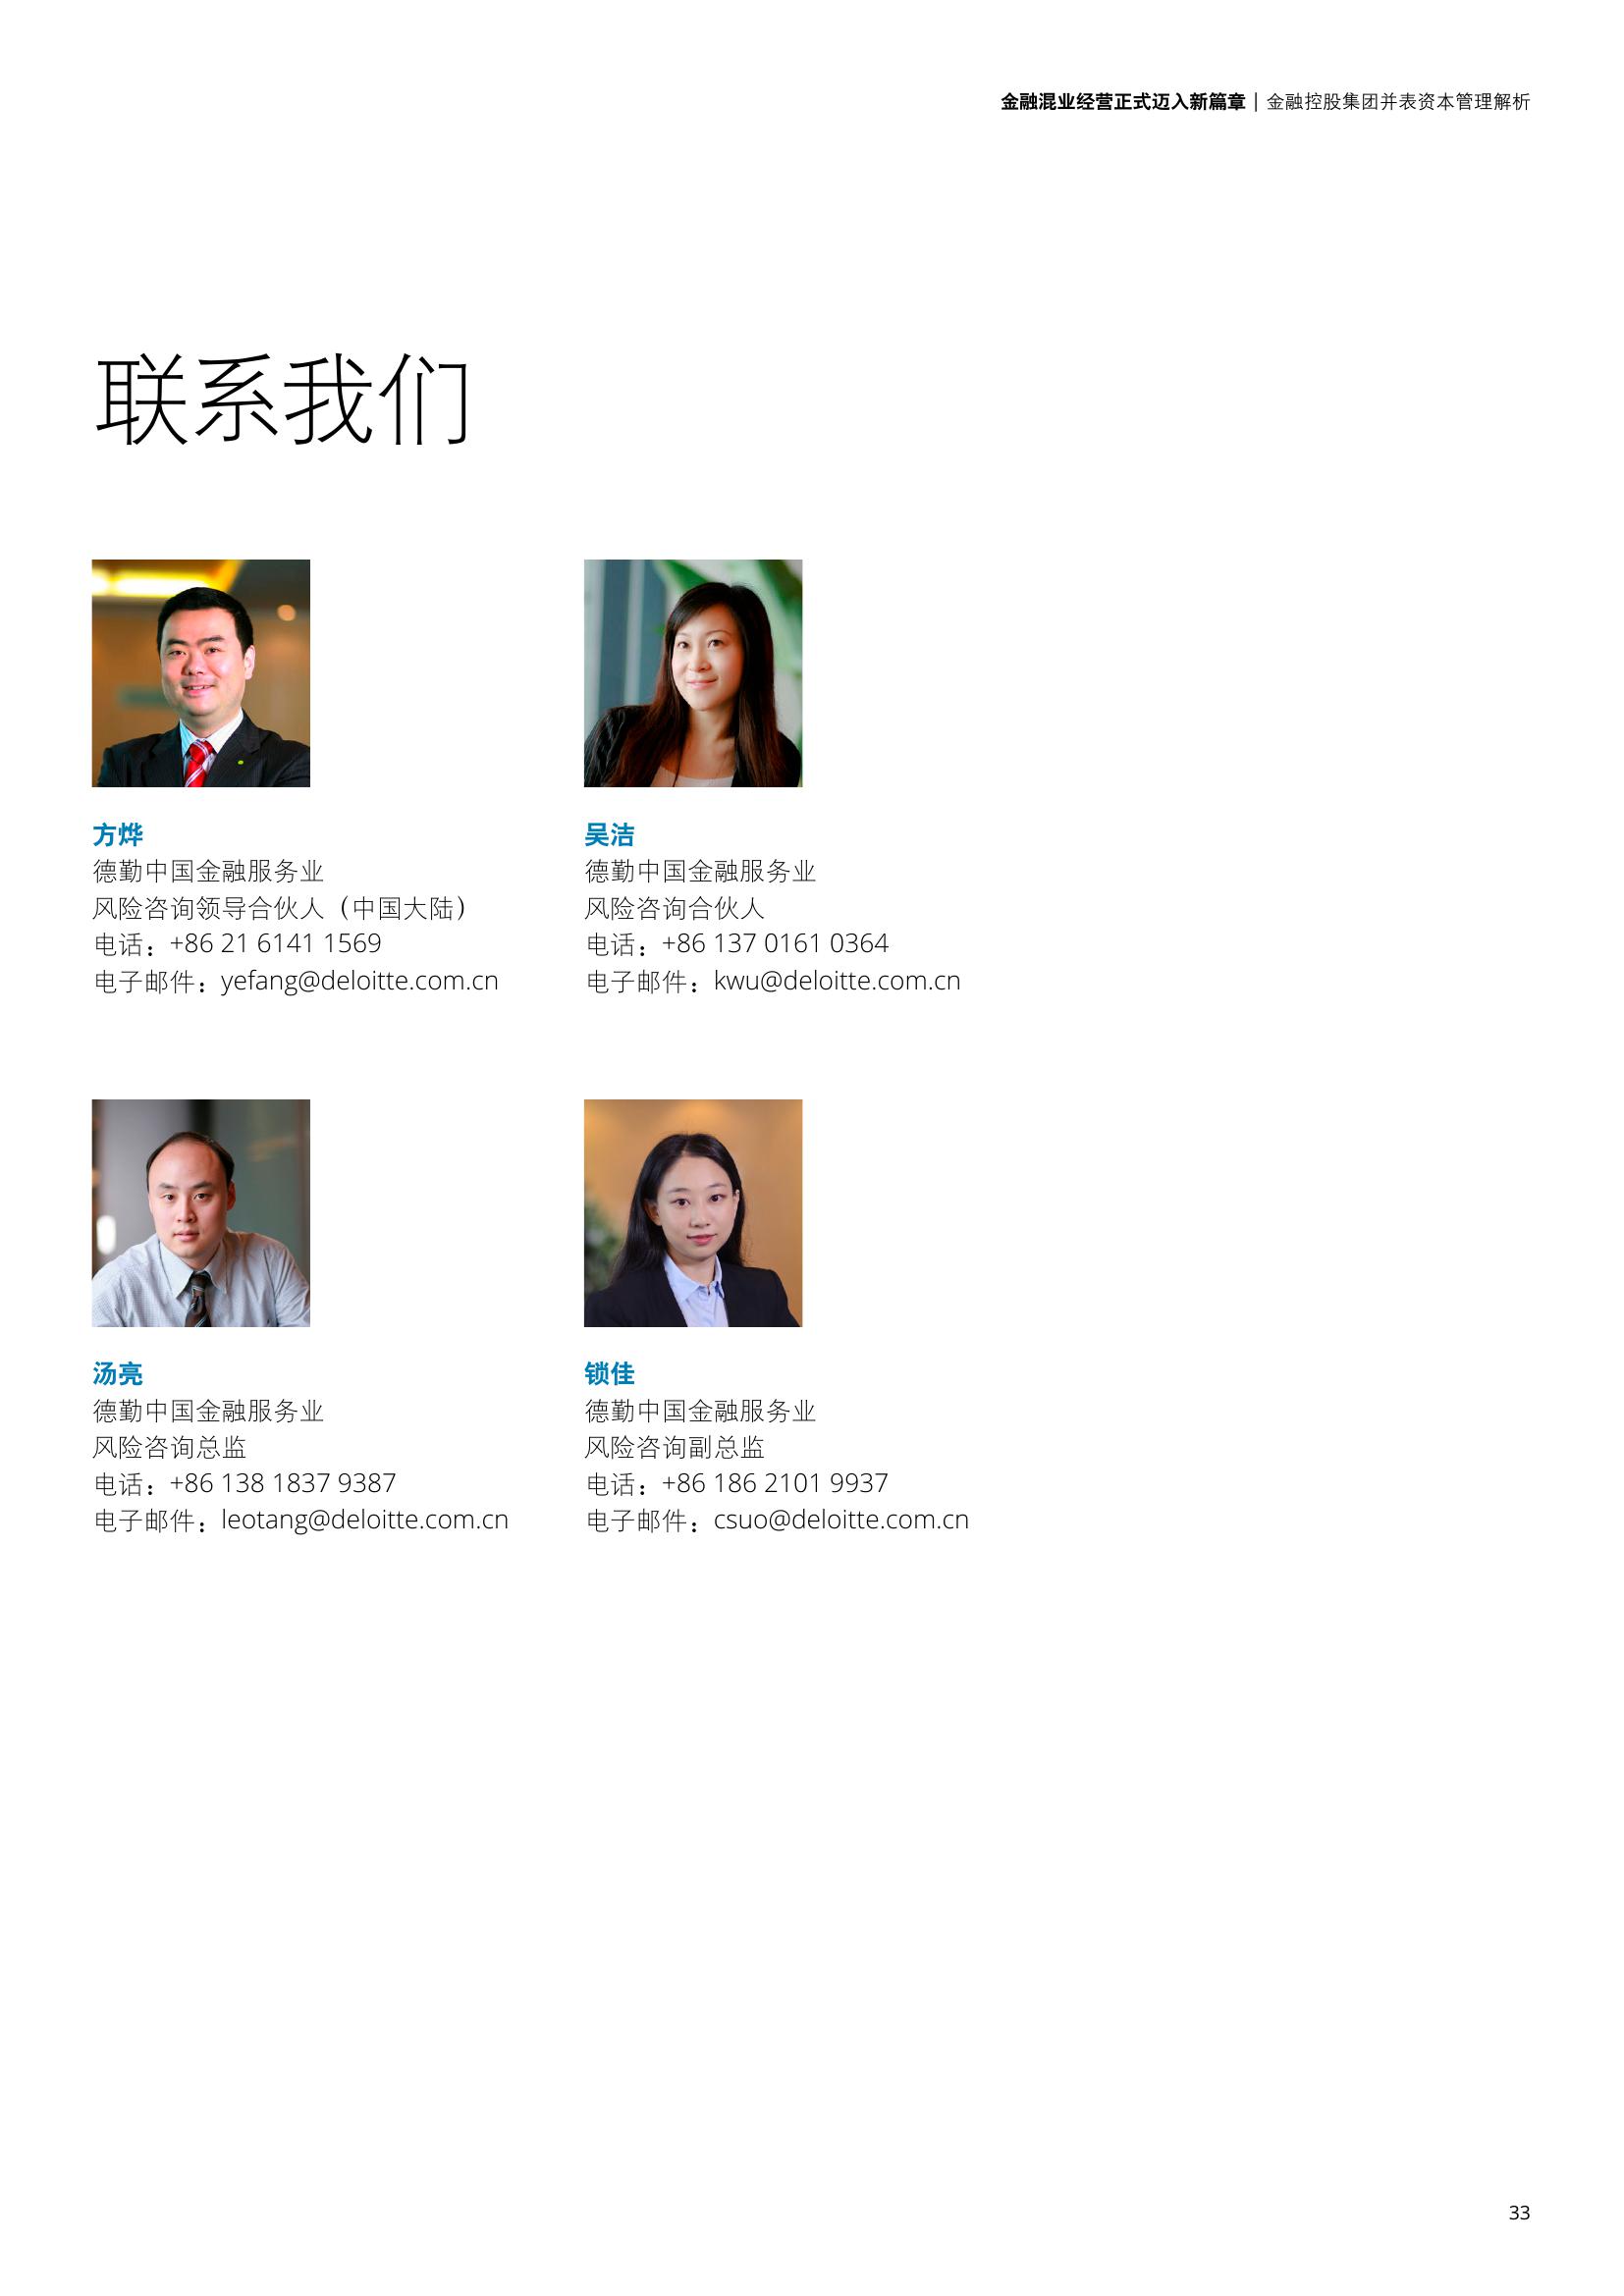 金融混业经营正式迈入新篇章 | 金融控股集团并表资本管理解析
联系我们
方烨
德勤中国金融服务业
风险咨询领导合伙人（中国大陆）
电话：+86 21 6141 1569
电子邮件：yefang@deloitte.com.cn
吴洁
德勤中国金融服务业
风险咨询合伙人
电话：+86 137 0161 0364
电子邮件：kwu@deloitte.com.cn
汤亮
德勤中国金融服务业
风险咨询总监
电话：+86 138 1837 9387
电子邮件：leotang@deloitte.com.cn
锁佳
德勤中国金融服务业
风险咨询副总监
电话：+86 186 2101 9937
电子邮件：csuo@deloitte.com.cn
33